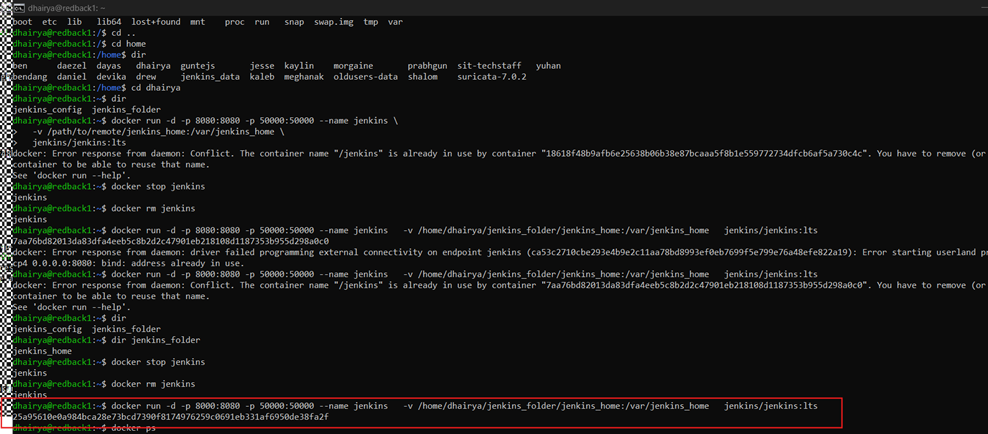 dhairya@redback1: ~
boot  etc  lib   lib64  lost+found  mnt    proc  run   snap  swap.img  tmp  var
dhairya@redback1:/$ cd ..
dhairya@redback1:/$ cd home
dhairya@redback1:/home$ dir
ben      daezel  dayas   dhairya  guntejs       jesse  kaylin    morgaine       prabhgun  sit-techstaff   yuhan
bendang  daniel  devika  drew     jenkins_data  kaleb  meghanak  oldusers-data  shalom    suricata-7.0.2
dhairya@redback1:/home$ cd dhairya
dhairya@redback1:~$ dir
jenkins_config  jenkins_folder
dhairya@redback1:~$ docker run -d -p 8080:8080 -p 50000:50000 --name jenkins \
>   -v /path/to/remote/jenkins_home:/var/jenkins_home \
>   jenkins/jenkins:lts
docker: Error response from daemon: Conflict. The container name "/jenkins" is already in use by container "18618f48b9afb6e25638b06b38e87bcaaa5f8b1e559772734dfcb6af5a730c4c". You have to remove (or
container to be able to reuse that name.
See 'docker run --help'.
dhairya@redback1:~$ docker stop jenkins
jenkins
dhairya@redback1:~$ docker rm jenkins
jenkins
dhairya@redback1:~$ docker run -d -p 8080:8080 -p 50000:50000 --name jenkins   -v /home/dhairya/jenkins_folder/jenkins_home:/var/jenkins_home   jenkins/jenkins:lts
7aa76bd82013da83dfa4eeb5c8b2d2c47901eb218108d1187353b955d298a0c0
docker: Error response from daemon: driver failed programming external connectivity on endpoint jenkins (ca53c2710cbe293e4b9e2c11aa78bd8993ef0eb7699f5e799e76a48efe822a19): Error starting userland pr
cp4 0.0.0.0:8080: bind: address already in use.
dhairya@redback1:~$ docker run -d -p 8000:8080 -p 50000:50000 --name jenkins   -v /home/dhairya/jenkins_folder/jenkins_home:/var/jenkins_home   jenkins/jenkins:lts
docker: Error response from daemon: Conflict. The container name "/jenkins" is already in use by container "7aa76bd82013da83dfa4eeb5c8b2d2c47901eb218108d1187353b955d298a0c0". You have to remove (or
container to be able to reuse that name.
See 'docker run --help'.
dhairya@redback1:~$ dir
jenkins_config  jenkins_folder
dhairya@redback1:~$ dir jenkins_folder
jenkins_home
dhairya@redback1:~$ docker stop jenkins
jenkins
dhairya@redback1:~$ docker rm jenkins
jenkins
dhairya@redback1:~$ docker run -d -p 8000:8080 -p 50000:50000 --name jenkins   -v /home/dhairya/jenkins_folder/jenkins_home:/var/jenkins_home   jenkins/jenkins:lts
25a95610e0a984bca28e73bcd7390f8174976259c0691eb331af6950de38fa2f
dhairya@redback1:~$ docker ps